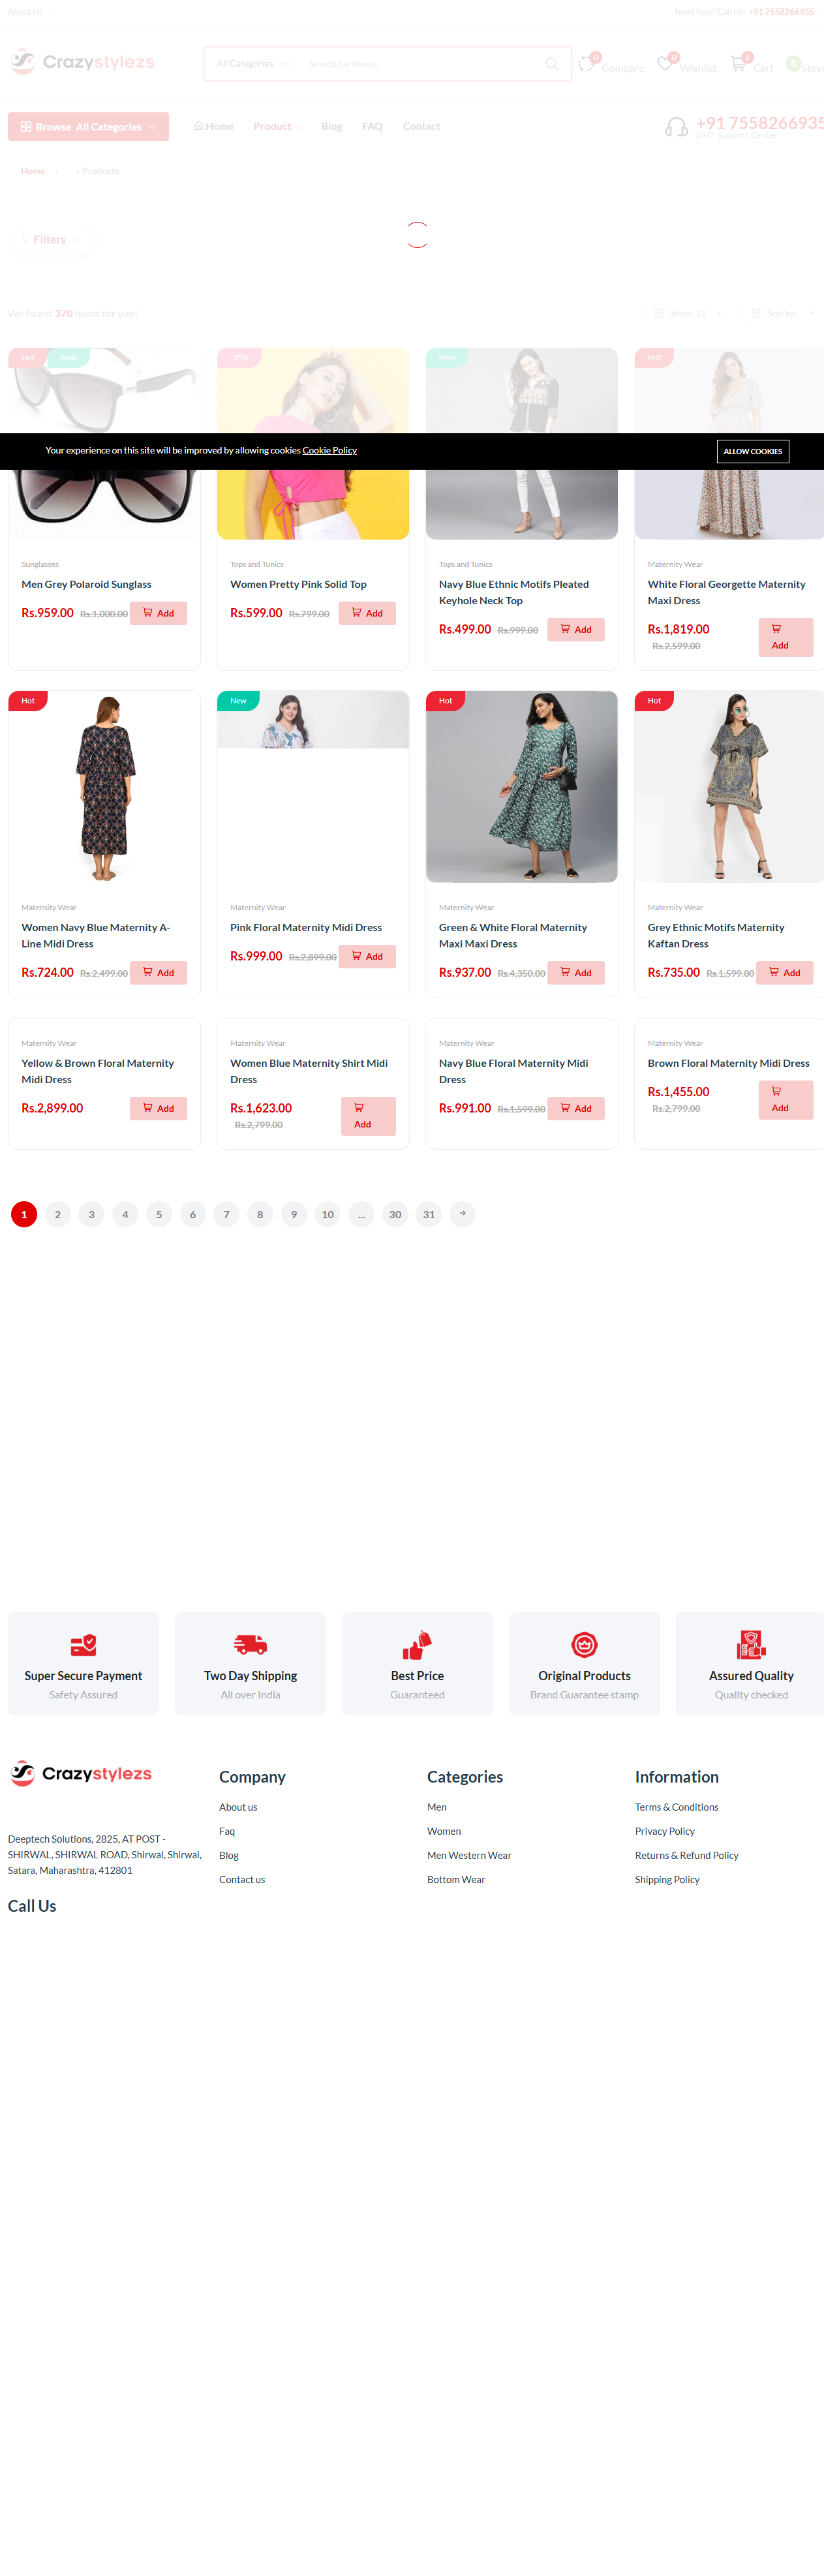 About Us
Need help? Call Us: +91 7558266935
Crazystylezs
All Categories
Search for items...
0
Compare
0
Wishlist
1
Cart
S
Steve
Browse All Categories
Home
Product
Blog
FAQ
Contact
+91 7558266935
24/7 Support Center
Home
Products
Filters
We found 370 items for you!
Show: 12
Sort by:
Hot
New
-25%
New
Hot
Your experience on this site will be improved by allowing cookies Cookie Policy
ALLOW COOKIES
Sunglasses
Men Grey Polaroid Sunglass
Rs.959.00 Rs.1,000.00
Add
Tops and Tunics
Women Pretty Pink Solid Top
Rs.599.00 Rs.799.00
Add
Tops and Tunics
Navy Blue Ethnic Motifs Pleated
Keyhole Neck Top
Rs.499.00 Rs.999.00
Add
Maternity Wear
White Floral Georgette Maternity
Maxi Dress
Rs.1,819.00
Rs.2,599.00
Add
Hot
Maternity Wear
Women Navy Blue Maternity A-
Line Midi Dress
Rs.724.00 Rs.2,499.00
Add
New
Maternity Wear
Pink Floral Maternity Midi Dress
Rs.999.00 Rs.2,899.00
Add
Hot
Maternity Wear
Green & White Floral Maternity
Maxi Maxi Dress
Rs.937.00 Rs.4,350.00
Add
Hot
Maternity Wear
Grey Ethnic Motifs Maternity
Kaftan Dress
Rs.735.00 Rs.1,599.00
Add
Maternity Wear
Yellow & Brown Floral Maternity
Midi Dress
Rs.2,899.00
Add
Maternity Wear
Women Blue Maternity Shirt Midi
Dress
Rs.1,623.00
Rs.2,799.00
Add
Maternity Wear
Navy Blue Floral Maternity Midi
Dress
Rs.991.00 Rs.1,599.00
Add
Maternity Wear
Brown Floral Maternity Midi Dress
Rs.1,455.00
Rs.2,799.00
Add
1 2 3 4 5 6 7 8 9 10 ... 30 31
Super Secure Payment
Safety Assured
Two Day Shipping
All over India
Best Price
Guaranteed
Original Products
Brand Guarantee stamp
Assured Quality
Quality checked
Crazystylezs
Deeptech Solutions, 2825, AT POST -
SHIRWAL, SHIRWAL ROAD, Shirwal, Shirwal,
Satara, Maharashtra, 412801
Call Us
Company
About us
Faq
Blog
Contact us
Categories
Men
Women
Men Western Wear
Bottom Wear
Information
Terms & Conditions
Privacy Policy
Returns & Refund Policy
Shipping Policy